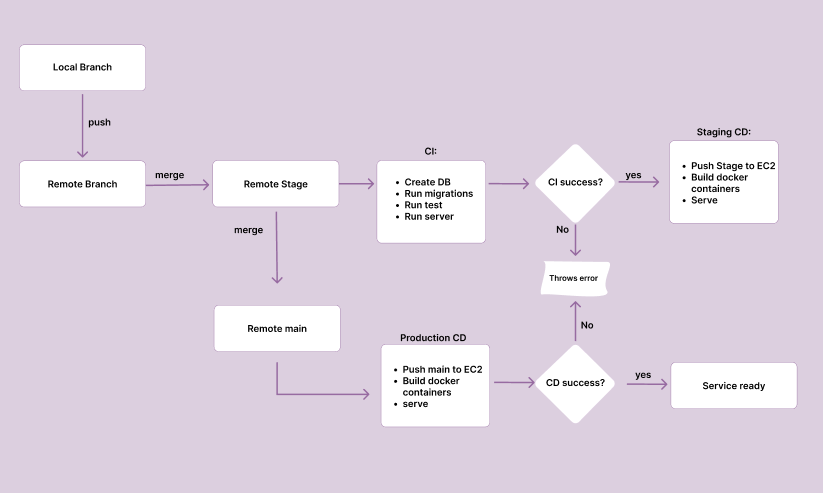 Local Branch
push
Remote Branch
merge
Remote Stage
CI:
• Create DB
• Run migrations
• Run test
• Run server
CI success?
yes
Staging CD:
• Push Stage to EC2
• Build docker
containers
• Serve
No
Throws error
merge
Remote main
Production CD
• Push main to EC2
• Build docker
containers
• serve
CD success?
No
yes
Service ready